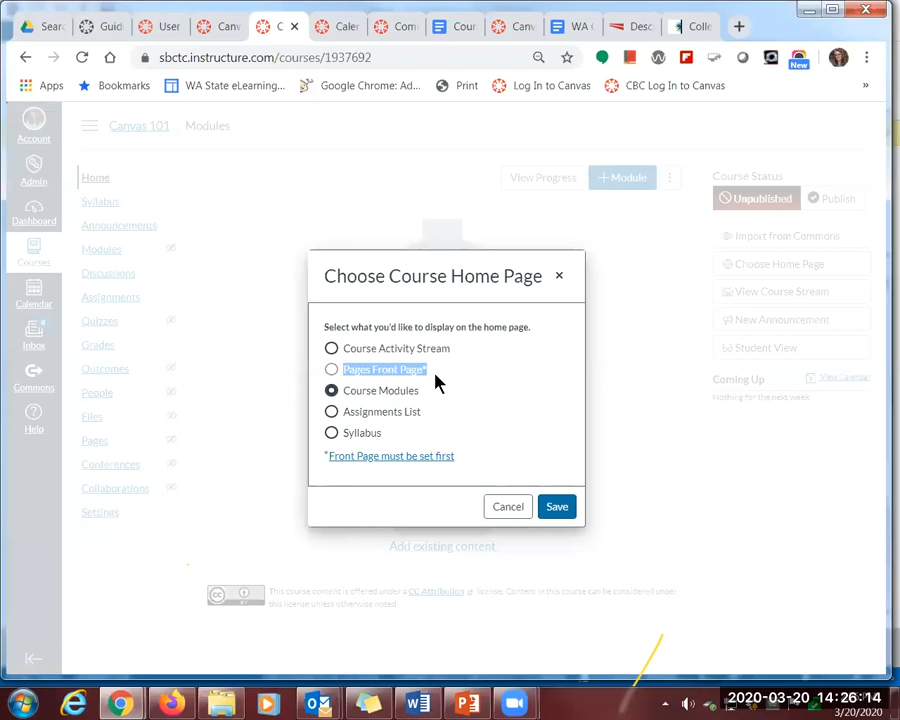 Sear
Guid
User
Canv
C
Caler
Com
Cour
Canv
WA
Desc
Colle
sbctc.instructure.com/courses/1937692
New
Apps
Bookmarks
WA State eLearning...
Google Chrome: Ad...
Print
Log In to Canvas
CBC Log In to Canvas
»
Account
Admin
Dashboard
Courses
Calendar
Inbox
Commons
Help
Canvas 101
Modules
Home
Syllabus
Announcements
Modules
Discussions
Assignments
Quizzes
Grades
Outcomes
People
Files
Pages
Conferences
Collaborations
Settings
View Progress
+ Module
Course Status
Unpublished
Publish
Import from Commons
Choose Home Page
View Course Stream
New Announcement
Student View
Coming Up
View Calendar
Nothing for the next week
Choose Course Home Page
×
Select what you'd like to display on the home page.
Course Activity Stream
Pages Front Page*
Course Modules
Assignments List
Syllabus
*Front Page must be set first
Cancel
Save
Add existing content
cc
BY
This course content is offered under a CC Attribution license. Content in this course can be considered under
this license unless otherwise noted.
2020-03-20 14:26:14
3/20/2020